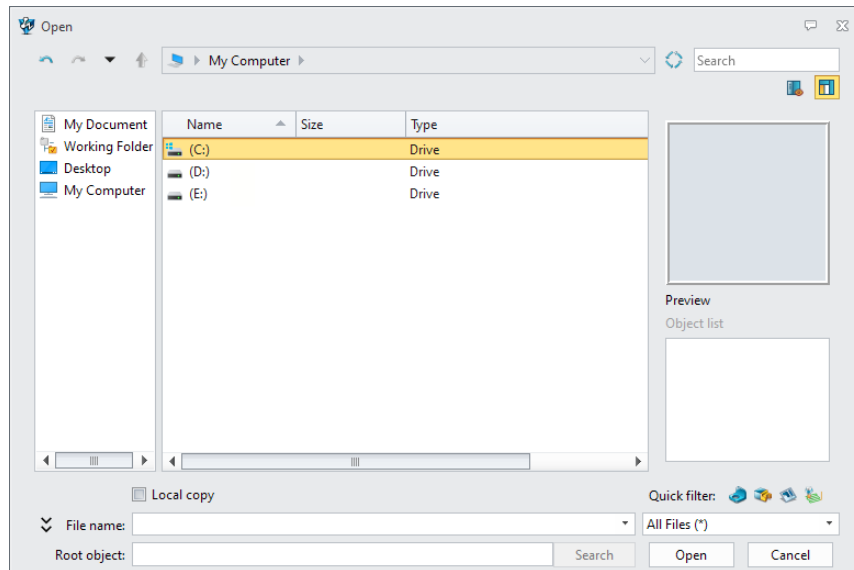 Open
My Computer
Search
My Document
Working Folder
Desktop
My Computer
Name Size Type
(C:) Drive
(D:) Drive
(E:) Drive
Preview
Object list
Local copy
Quick filter:
File name:
All Files (*)
Root object:
Search
Open
Cancel